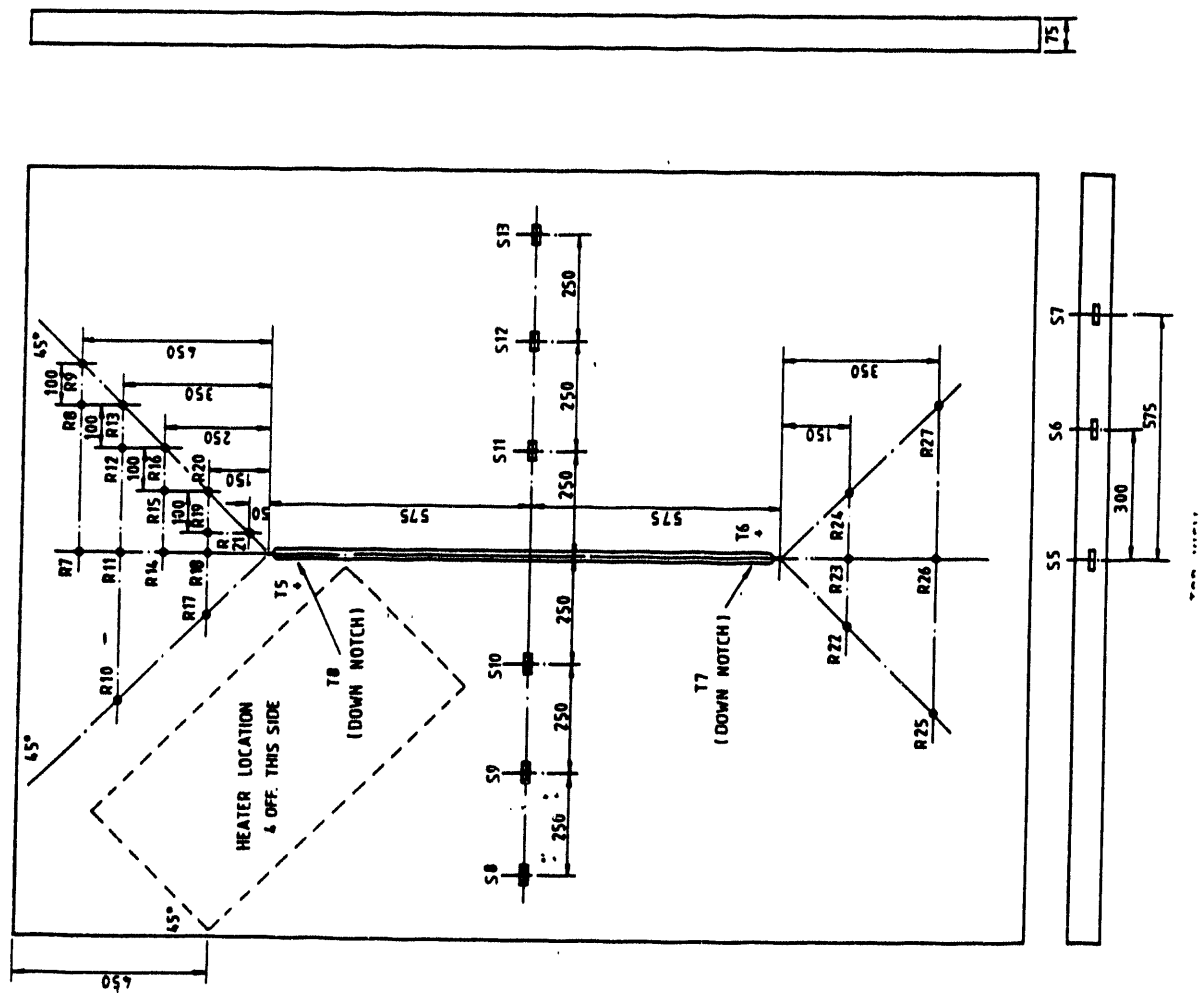 75
45°
R9
100
R8
R13
100
R12
R16
100
R15
R20
100
R19
R
21
R7
R11
R14
R18
R17
R10
45°
450
350
250
150
50
S13
250
S12
250
S11
250
250
S10
250
S9
250
S8
575
575
T5
T8
(DOWN NOTCH)
HEATER LOCATION
4 OFF. THIS SIDE
45°
450
T6
T7
(DOWN NOTCH)
150
350
R24
R27
R23
R26
R22
R25
S7
S6
S5
300
575